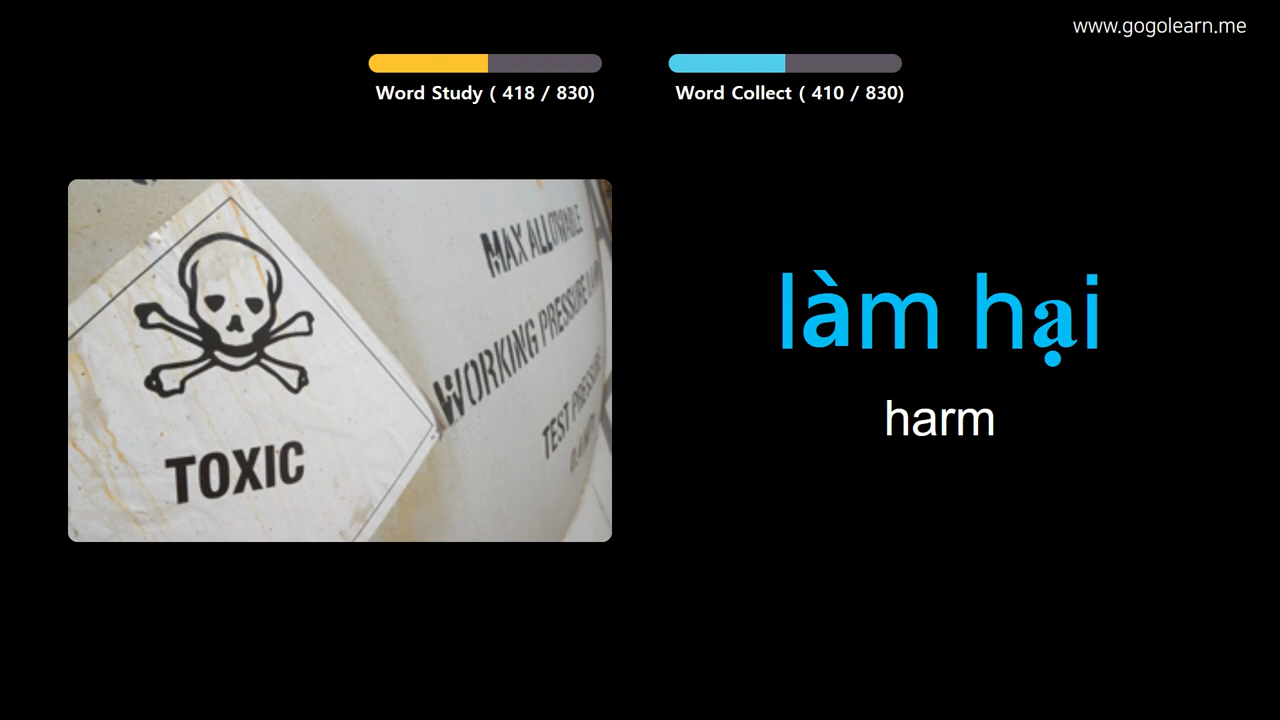 www.gogolearn.me
Word Study ( 418 / 830)
Word Collect ( 410 / 830)
MAX ALLOWABLE
WORKING PRESSURE
TEST PRESSURE
TOXIC
làm hại
harm